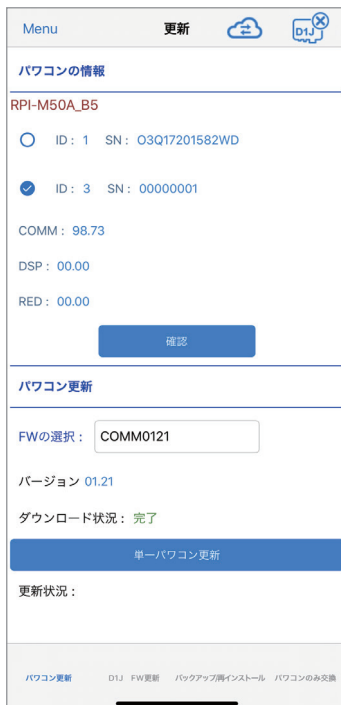 Menu 更新 D1J
パワコンの情報
RPI-M50A_B5
ID： 1 SN： O3Q17201582WD
ID： 3 SN： 00000001
COMM： 98.73
DSP： 00.00
RED： 00.00
確認
パワコン更新
FWの選択： COMM0121
バージョン 01.21
ダウンロード状況： 完了
単一パワコン更新
更新状況：
パワコン更新 D1J FW更新 バックアップ/再インストール パワコンのみ交換